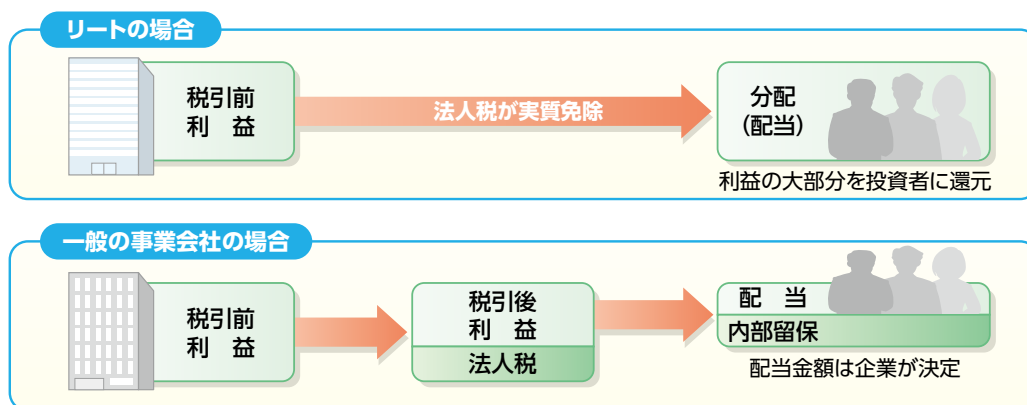 リートの場合
税引前
利 益
法人税が実質免除
分配
(配当)
利益の大部分を投資者に還元
一般の事業会社の場合
税引前
利 益
税引後
利 益
法人税
配 当
内部留保
配当金額は企業が決定